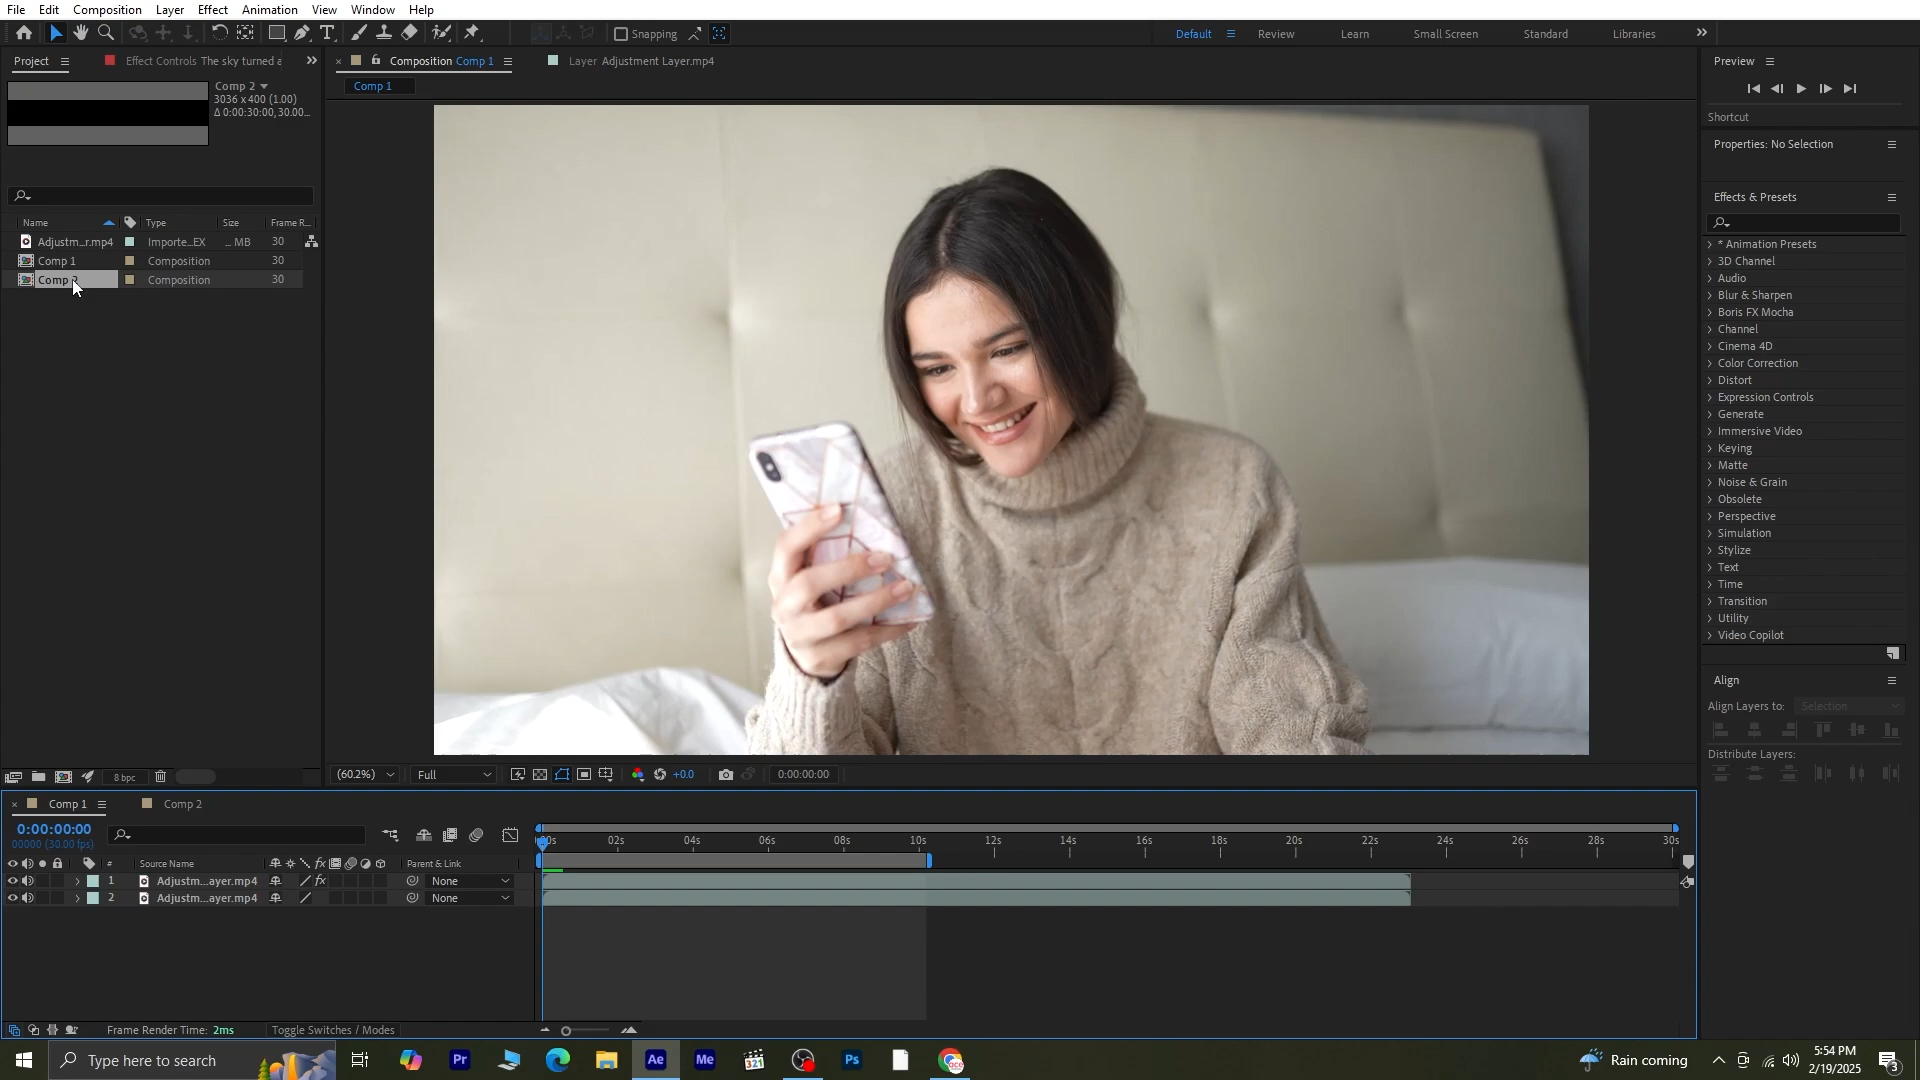 File Edit Composition Layer Effect Animation View Window Help
Snapping Default Review Learn Small Screen Standard Libraries
Project Effect Controls The sky turned a
Composition Comp 1 Layer Adjustment Layer.mp4
Comp 1
Comp 2
3036 x 400 (1.00)
Δ 0:00:30:00, 30.00...
Name Type Size Frame R...
Adjustm...r.mp4 Importe...EX ... MB 30
Comp 1 Composition 30
Comp 2 Composition 30
8 bpc
(60.2%) Full +0.0 0:00:00:00
Preview
Shortcut
Properties: No Selection
Effects & Presets
* Animation Presets
3D Channel
Audio
Blur & Sharpen
Boris FX Mocha
Channel
Cinema 4D
Color Correction
Distort
Expression Controls
Generate
Immersive Video
Keying
Matte
Noise & Grain
Obsolete
Perspective
Simulation
Stylize
Text
Time
Transition
Utility
Video Copilot
Align
Align Layers to: Selection
Distribute Layers:
Comp 1 Comp 2
0:00:00:00
00000 (30.00 fps)
:00s 02s 04s 06s 08s 10s 12s 14s 16s 18s 20s 22s 24s 26s 28s 30s
# Source Name fx Parent & Link
1 Adjustm...ayer.mp4 fx None
2 Adjustm...ayer.mp4 None
Frame Render Time: 2ms Toggle Switches / Modes
Type here to search Pr Ae Me 321 Ps Rain coming 5:54 PM
2/19/2025 3